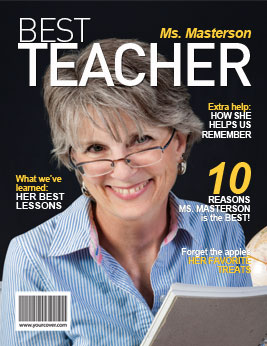 BEST
TEACHER
Ms. Masterson
Extra help:
HOW SHE
HELPS US
REMEMBER
What we've
learned:
HER BEST
LESSONS
10
REASONS
MS. MASTERSON
is the BEST!
Forget the apples
HER FAVORITE
TREATS
www.yourcover.com